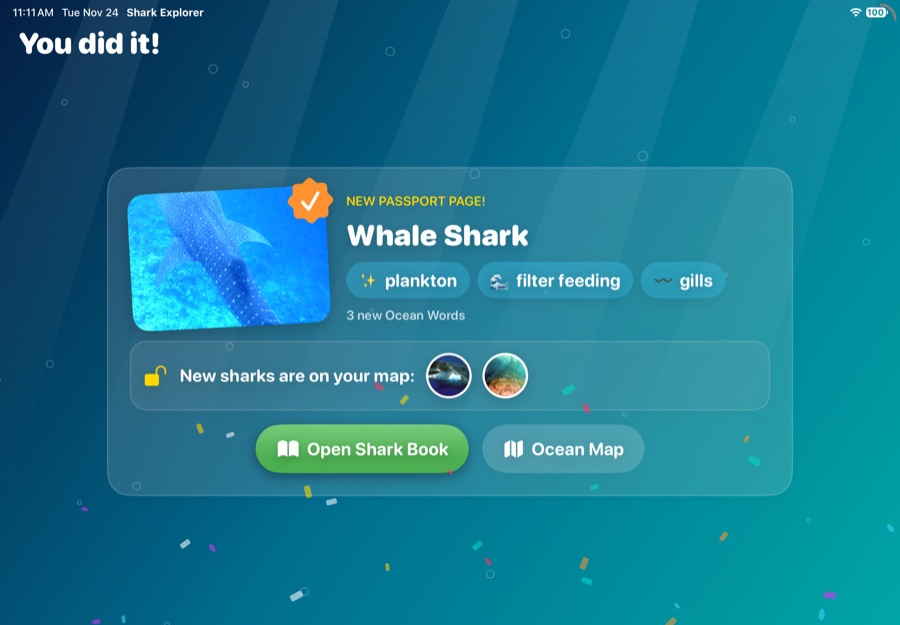 11:11 AM Tue Nov 24 Shark Explorer
100
You did it!
NEW PASSPORT PAGE!
Whale Shark
plankton
filter feeding
gills
3 new Ocean Words
New sharks are on your map:
Open Shark Book
Ocean Map